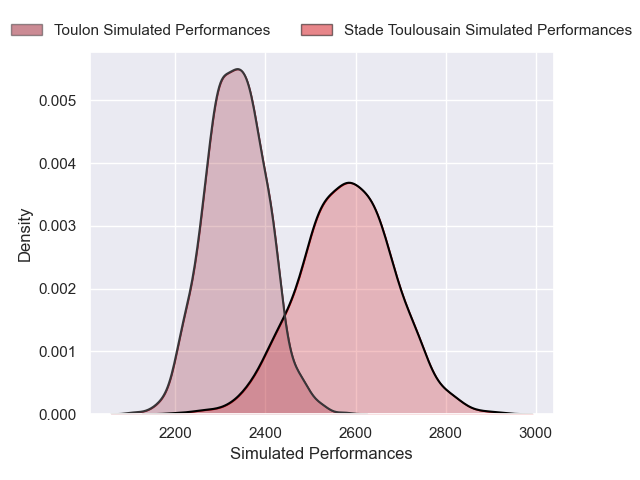 Toulon Simulated Performances
Stade Toulousain Simulated Performances
Density
0.005
0.004
0.003
0.002
0.001
0.000
2200 2400 2600 2800 3000
Simulated Performances